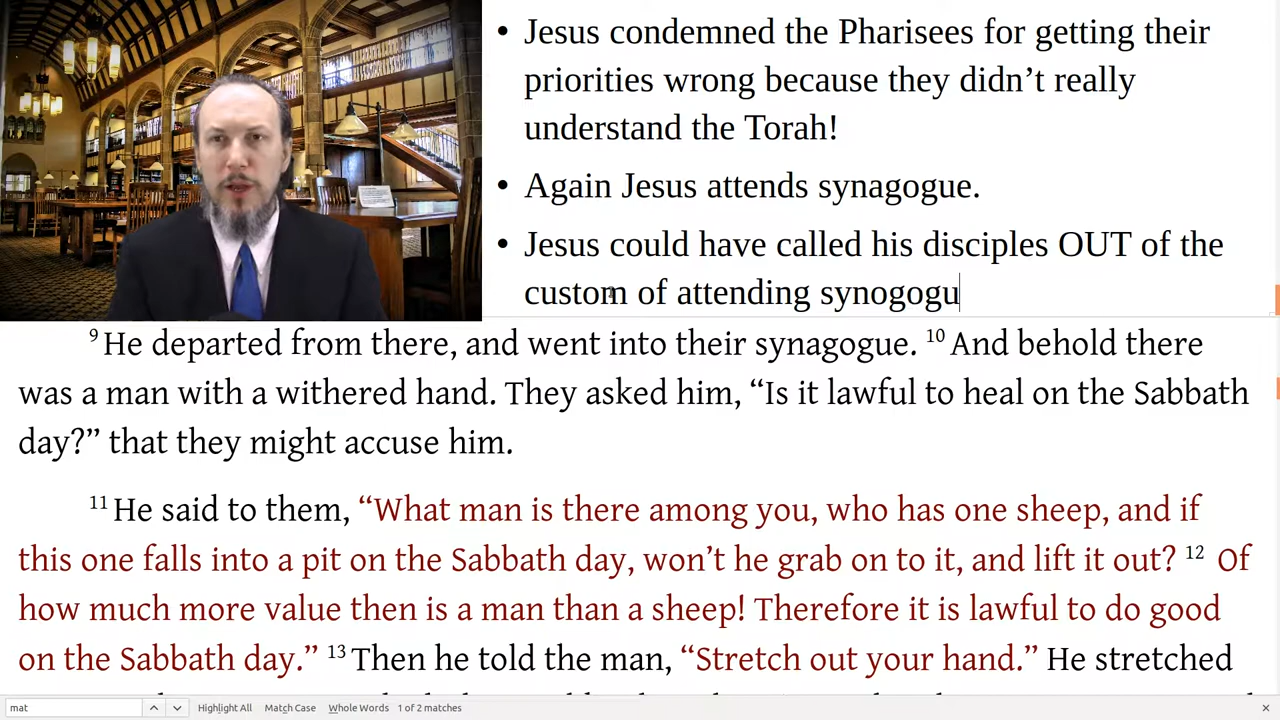 • Jesus condemned the Pharisees for getting their
priorities wrong because they didn’t really
understand the Torah!
• Again Jesus attends synagogue.
• Jesus could have called his disciples OUT of the
custom of attending synogogu
9 He departed from there, and went into their synagogue. 10 And behold there
was a man with a withered hand. They asked him, “Is it lawful to heal on the Sabbath
day?” that they might accuse him.
11 He said to them, “What man is there among you, who has one sheep, and if
this one falls into a pit on the Sabbath day, won’t he grab on to it, and lift it out? 12 Of
how much more value then is a man than a sheep! Therefore it is lawful to do good
on the Sabbath day.” 13 Then he told the man, “Stretch out your hand.” He stretched
mat Highlight All Match Case Whole Words 1 of 2 matches